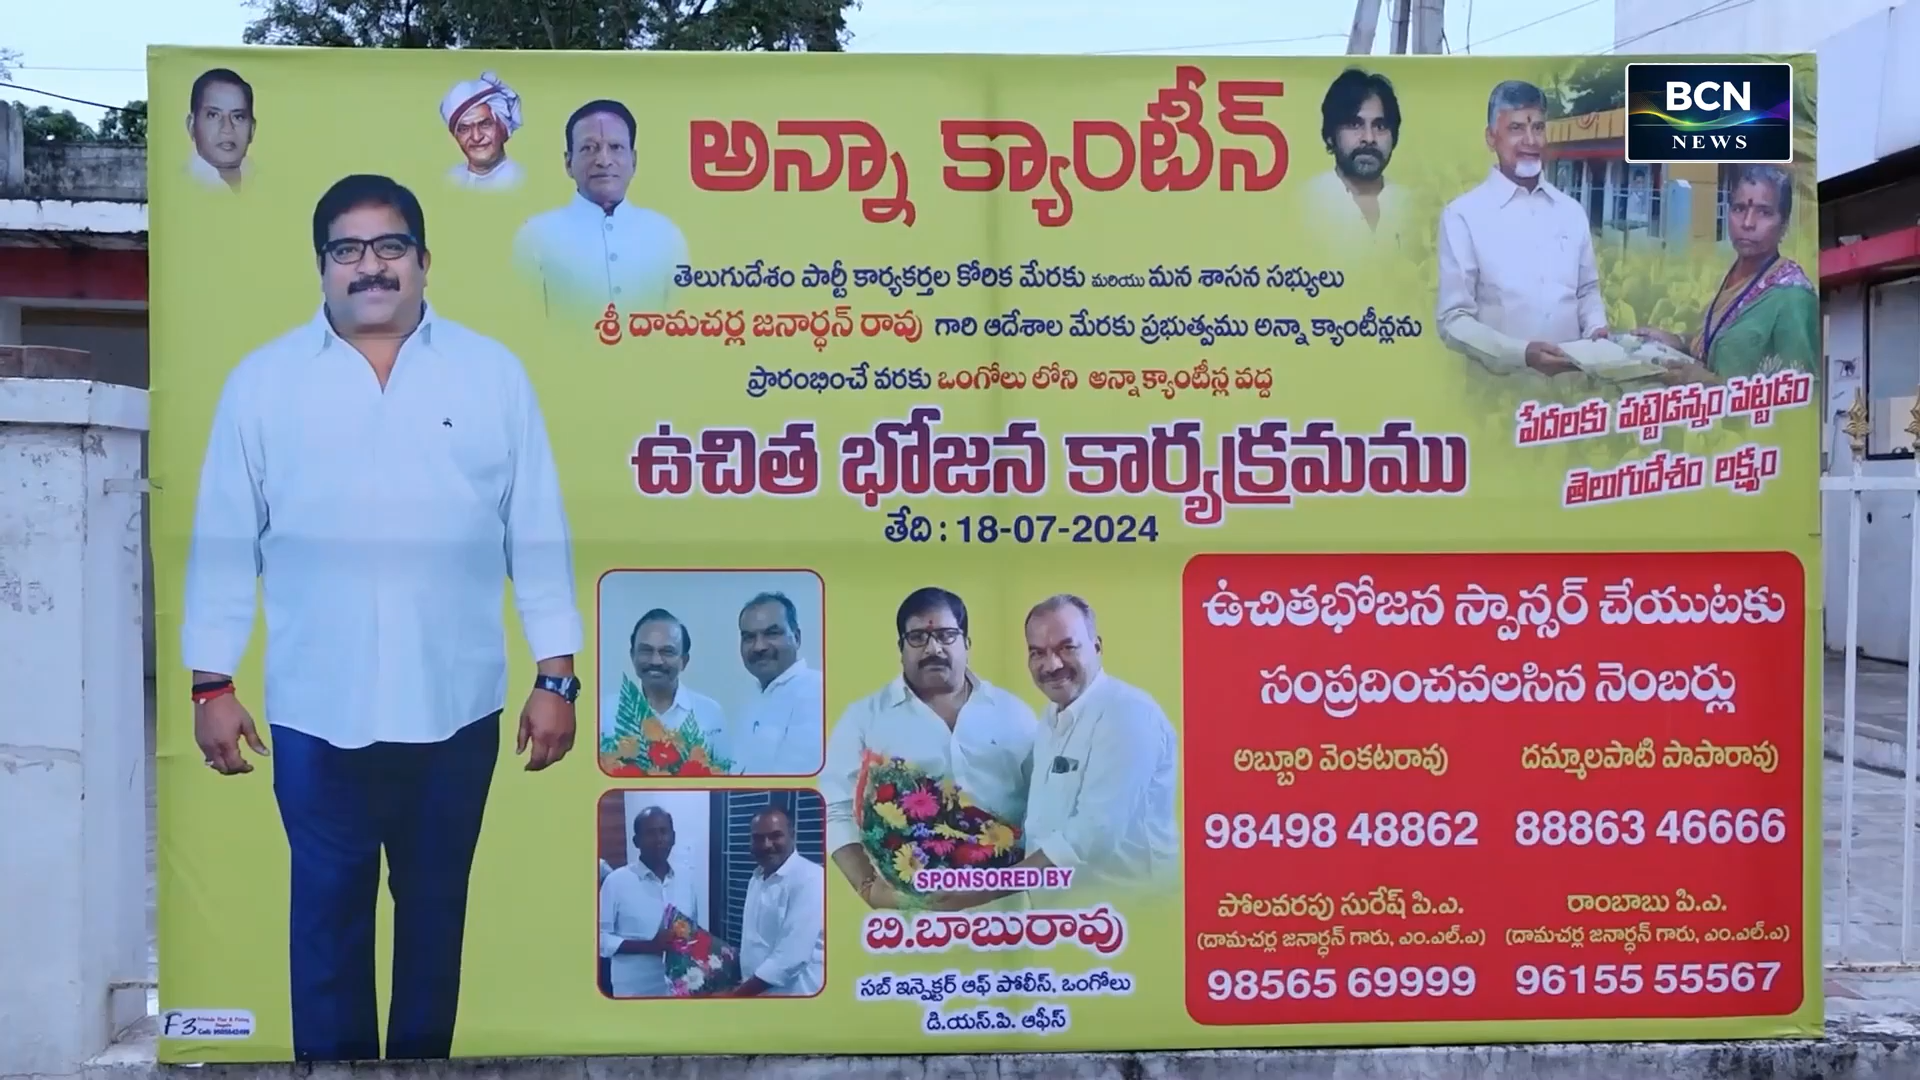 BCN
NEWS
అన్నా క్యాంటీన్
తెలుగుదేశం పార్టీ కార్యకర్తల కోరిక మేరకు మరియు మన శాసన సభ్యులు
శ్రీ దామచర్ల జనార్ధన్ రావు గారి ఆదేశాల మేరకు ప్రభుత్వము అన్నా క్యాంటీన్లను
ప్రారంభించే వరకు ఒంగోలు లోని అన్నా క్యాంటీన్ల వద్ద
ఉచిత భోజన కార్యక్రమము
తేది : 18-07-2024
పేదలకు పట్టెడన్నం పెట్టడం
తెలుగుదేశం లక్ష్యం
SPONSORED BY
బి.బాబురావు
సబ్ ఇన్స్పెక్టర్ ఆఫ్ పోలీస్, ఒంగోలు
డి.యస్.పి. ఆఫీస్
ఉచితభోజన స్పాన్సర్ చేయుటకు
సంప్రదించవలసిన నెంబర్లు
అబ్బూరి వెంకటరావు
98498 48862
దమ్మాలపాటి పాపారావు
88863 46666
పోలవరపు సురేష్ పి.ఎ.
(దామచర్ల జనార్ధన్ గారు, ఎం.ఎల్.ఎ)
98565 69999
రాంబాబు పి.ఎ.
(దామచర్ల జనార్ధన్ గారు, ఎం.ఎల్.ఎ)
96155 55567
F3